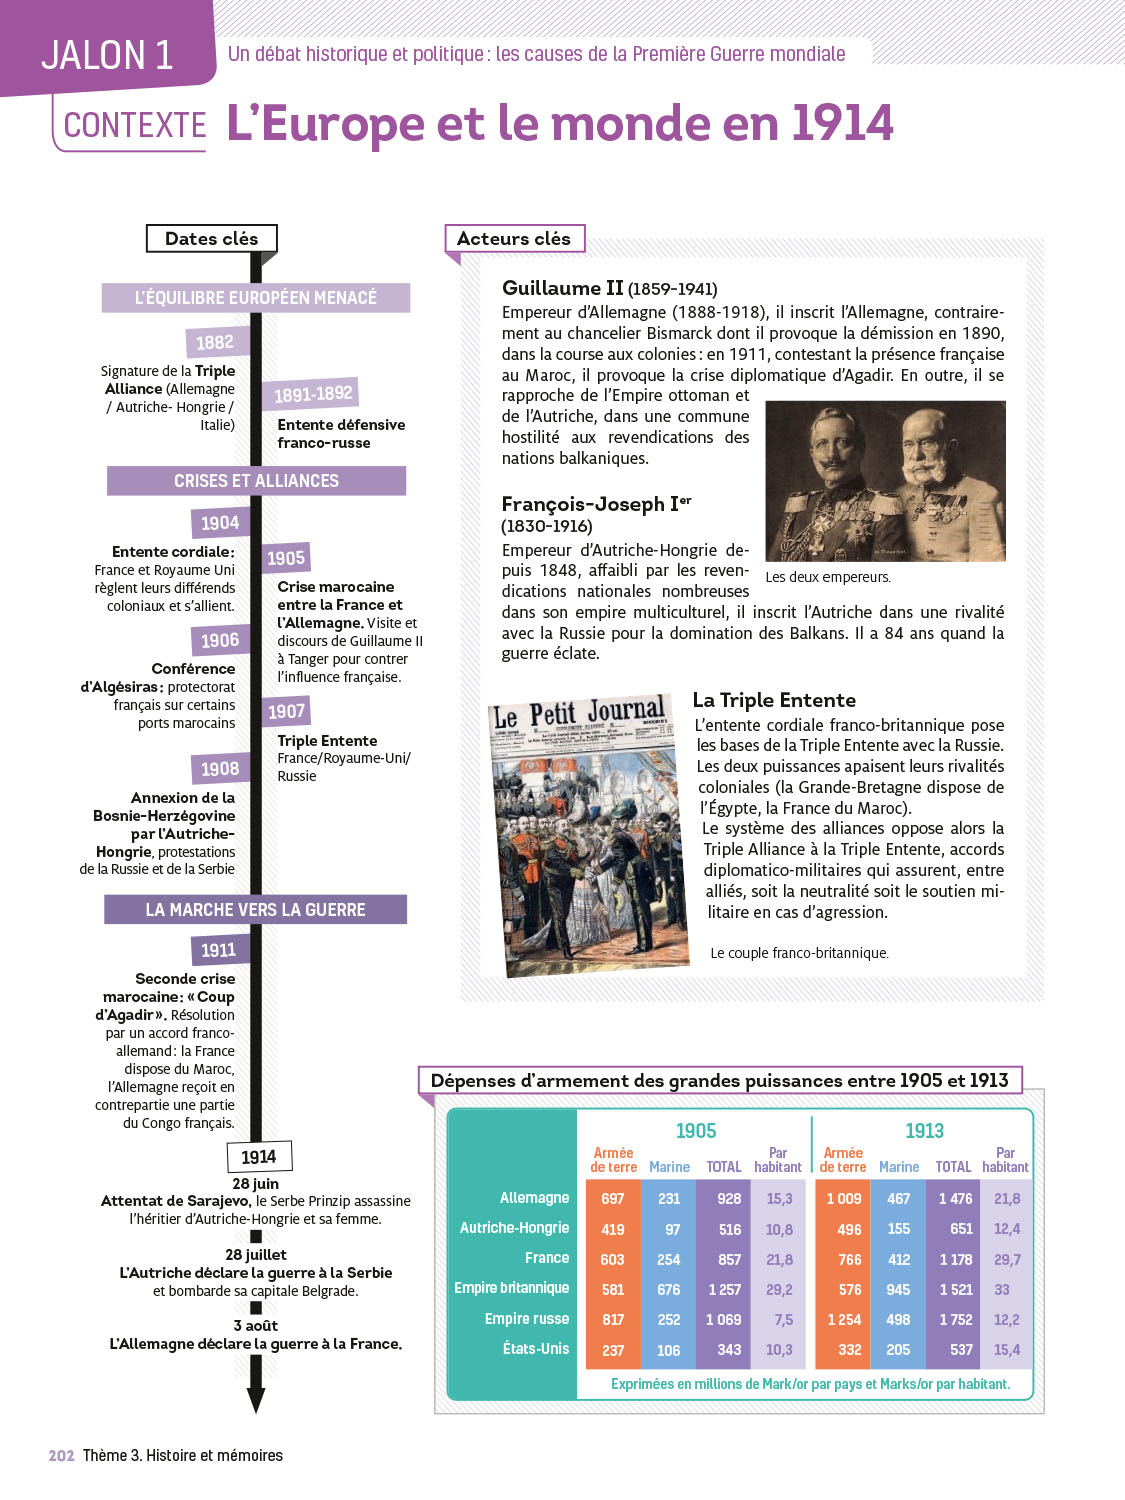 JALON 1
Un débat historique et politique : les causes de la Première Guerre mondiale
CONTEXTE L'Europe et le monde en 1914
Dates clés
L'ÉQUILIBRE EUROPÉEN MENACÉ
1882
Signature de la Triple
Alliance (Allemagne
/ Autriche- Hongrie /
Italie)
1891-1892
Entente défensive
franco-russe
CRISES ET ALLIANCES
1904
Entente cordiale :
France et Royaume Uni
règlent leurs différends
coloniaux et s'allient.
1905
Crise marocaine
entre la France et
l'Allemagne. Visite et
discours de Guillaume II
à Tanger pour contrer
l'influence française.
1906
Conférence
d'Algésiras : protectorat
français sur certains
ports marocains
1907
Triple Entente
France/Royaume-Uni/
Russie
1908
Annexion de la
Bosnie-Herzégovine
par l'Autriche-
Hongrie, protestations
de la Russie et de la Serbie
LA MARCHE VERS LA GUERRE
1911
Seconde crise
marocaine : « Coup
d'Agadir ». Résolution
par un accord franco-
allemand : la France
dispose du Maroc,
l'Allemagne reçoit en
contrepartie une partie
du Congo français.
1914
28 juin
Attentat de Sarajevo, le Serbe Prinzip assassine
l'héritier d'Autriche-Hongrie et sa femme.
28 juillet
L'Autriche déclare la guerre à la Serbie
et bombarde sa capitale Belgrade.
3 août
L'Allemagne déclare la guerre à la France.
Acteurs clés
Guillaume II (1859-1941)
Empereur d'Allemagne (1888-1918), il inscrit l'Allemagne, contraire-
ment au chancelier Bismarck dont il provoque la démission en 1890,
dans la course aux colonies : en 1911, contestant la présence française
au Maroc, il provoque la crise diplomatique d'Agadir. En outre, il se
rapproche de l'Empire ottoman et
de l'Autriche, dans une commune
hostilité aux revendications des
nations balkaniques.
Les deux empereurs.
François-Joseph Ier
(1830-1916)
Empereur d'Autriche-Hongrie de-
puis 1848, affaibli par les reven-
dications nationales nombreuses
dans son empire multiculturel, il inscrit l'Autriche dans une rivalité
avec la Russie pour la domination des Balkans. Il a 84 ans quand la
guerre éclate.
Le Petit Journal
La Triple Entente
L'entente cordiale franco-britannique pose
les bases de la Triple Entente avec la Russie.
Les deux puissances apaisent leurs rivalités
coloniales (la Grande-Bretagne dispose de
l'Égypte, la France du Maroc).
Le système des alliances oppose alors la
Triple Alliance à la Triple Entente, accords
diplomatico-militaires qui assurent, entre
alliés, soit la neutralité soit le soutien mi-
litaire en cas d'agression.
Le couple franco-britannique.
Dépenses d'armement des grandes puissances entre 1905 et 1913
1905 1913
Armée de terre Marine TOTAL Par habitant Armée de terre Marine TOTAL Par habitant
Allemagne 697 231 928 15,3 1 009 467 1 476 21,8
Autriche-Hongrie 419 97 516 10,8 496 155 651 12,4
France 603 254 857 21,8 766 412 1 178 29,7
Empire britannique 581 676 1 257 29,2 576 945 1 521 33
Empire russe 817 252 1 069 7,5 1 254 498 1 752 12,2
États-Unis 237 106 343 10,3 332 205 537 15,4
Exprimées en millions de Mark/or par pays et Marks/or par habitant.
202 Thème 3. Histoire et mémoires